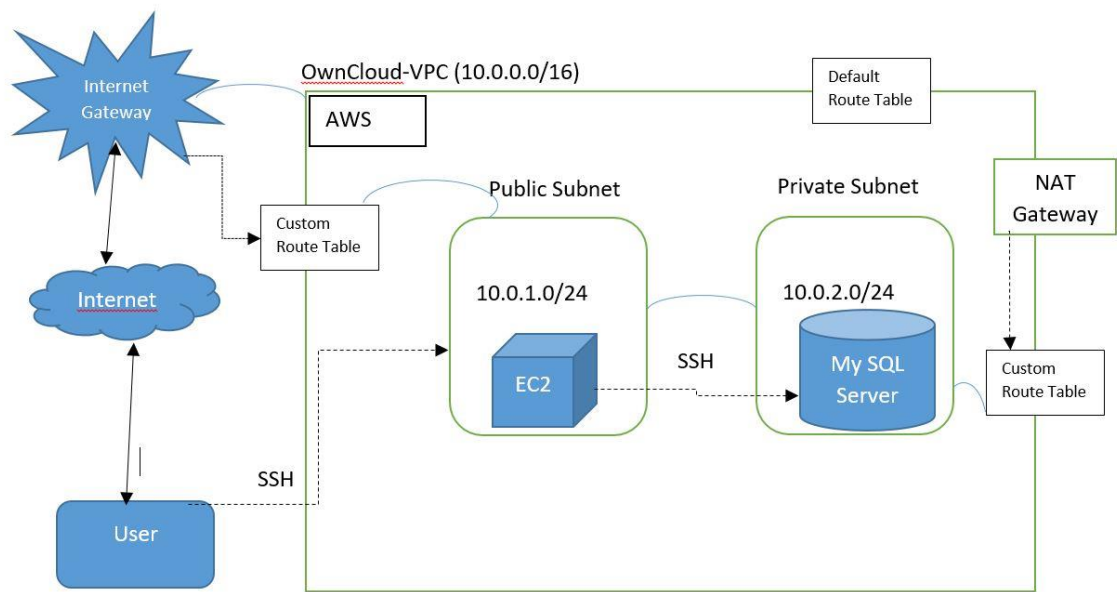 Internet
Gateway
OwnCloud-VPC (10.0.0.0/16)
Default
Route Table
AWS
Public Subnet
Private Subnet
NAT
Gateway
Custom
Route Table
Internet
10.0.1.0/24
10.0.2.0/24
EC2
SSH
My SQL
Server
Custom
Route Table
SSH
User